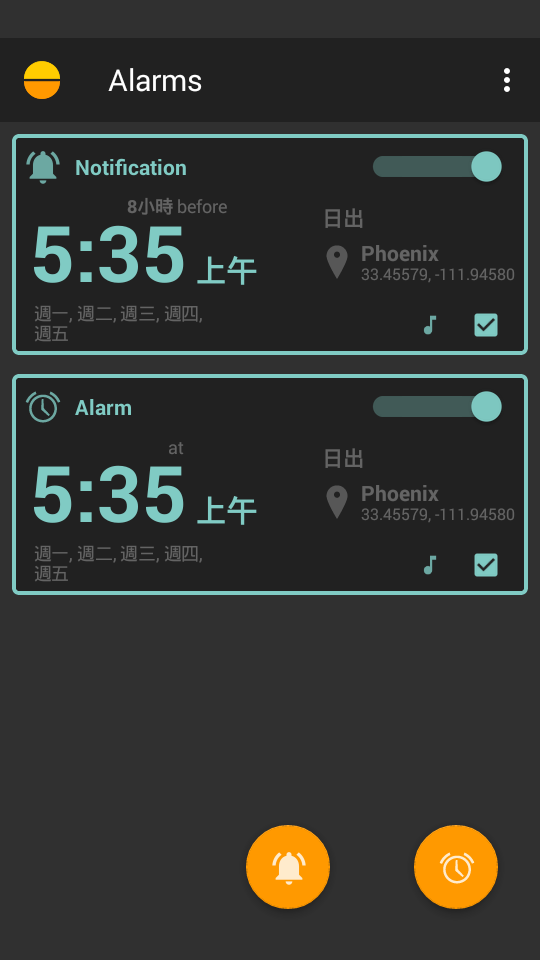 Alarms
Notification
8小時 before
5:35 上午
週一, 週二, 週三, 週四,
週五
日出
Phoenix
33.45579, -111.94580
Alarm
at
5:35 上午
週一, 週二, 週三, 週四,
週五
日出
Phoenix
33.45579, -111.94580